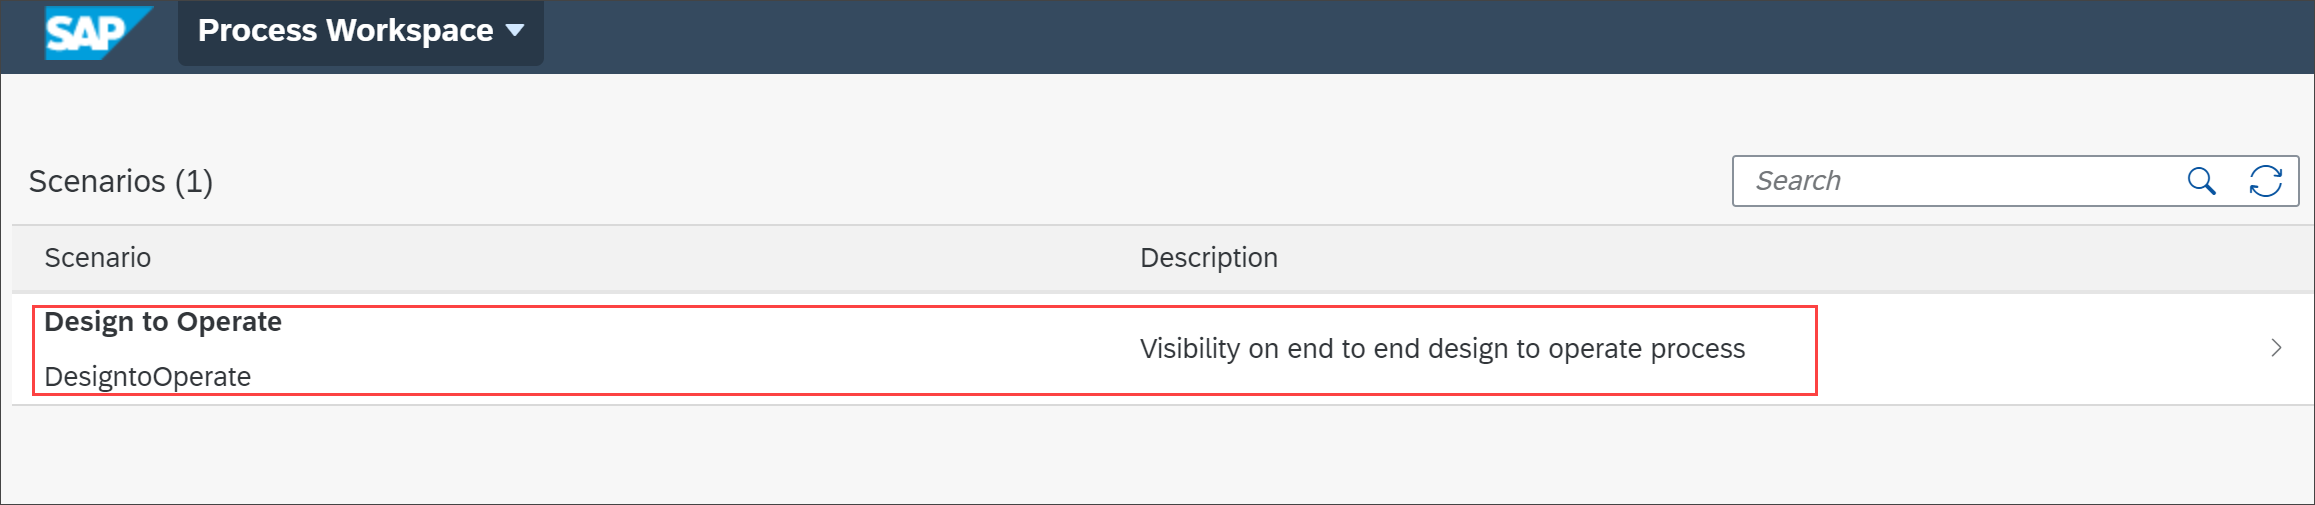 SAP Process Workspace
Scenarios (1) Search
Scenario Description
Design to Operate
Visibility on end to end design to operate process
DesigntoOperate